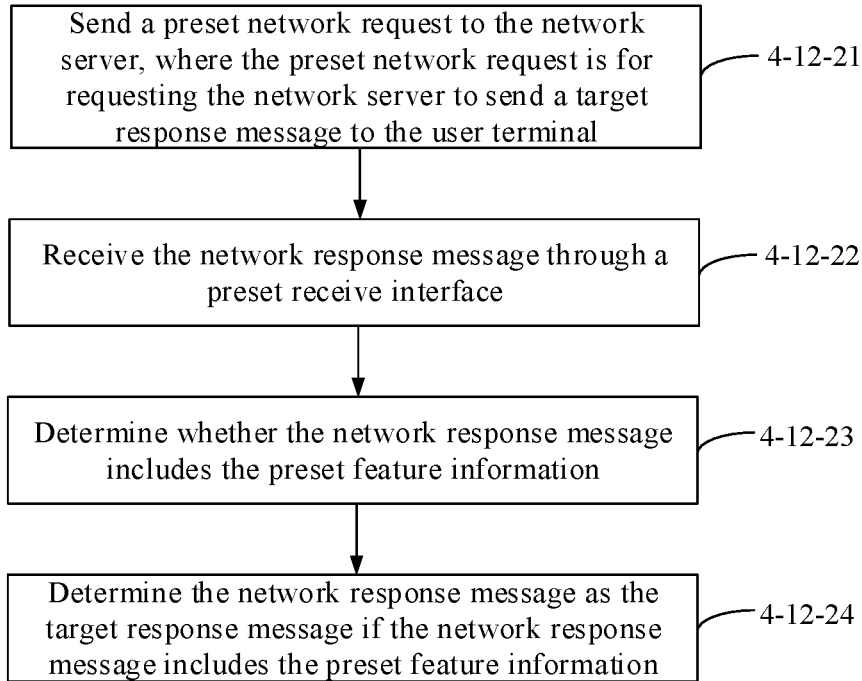 Send a preset network request to the network
server, where the preset network request is for
requesting the network server to send a target
response message to the user terminal
4-12-21
Receive the network response message through a
preset receive interface
4-12-22
Determine whether the network response message
includes the preset feature information
4-12-23
Determine the network response message as the
target response message if the network response
message includes the preset feature information
4-12-24